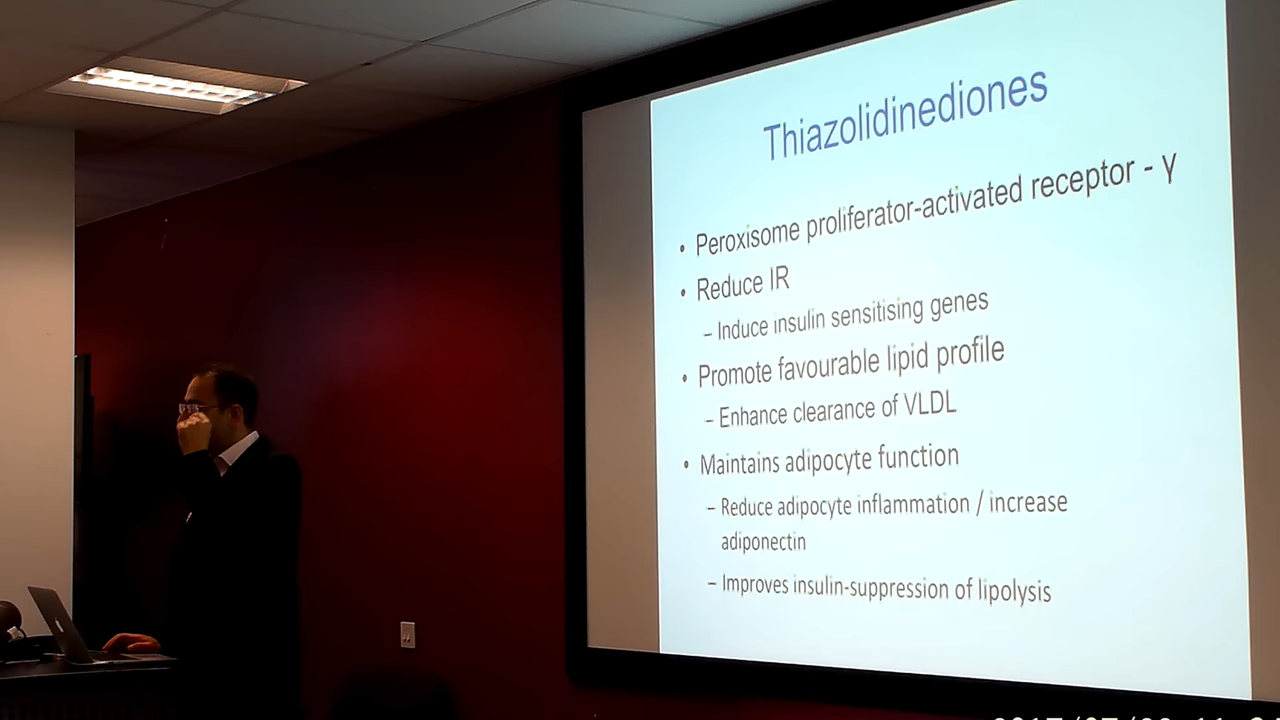 Thiazolidinediones
• Peroxisome proliferator-activated receptor - γ
• Reduce IR
– Induce insulin sensitising genes
• Promote favourable lipid profile
– Enhance clearance of VLDL
• Maintains adipocyte function
– Reduce adipocyte inflammation / increase
adiponectin
– Improves insulin-suppression of lipolysis